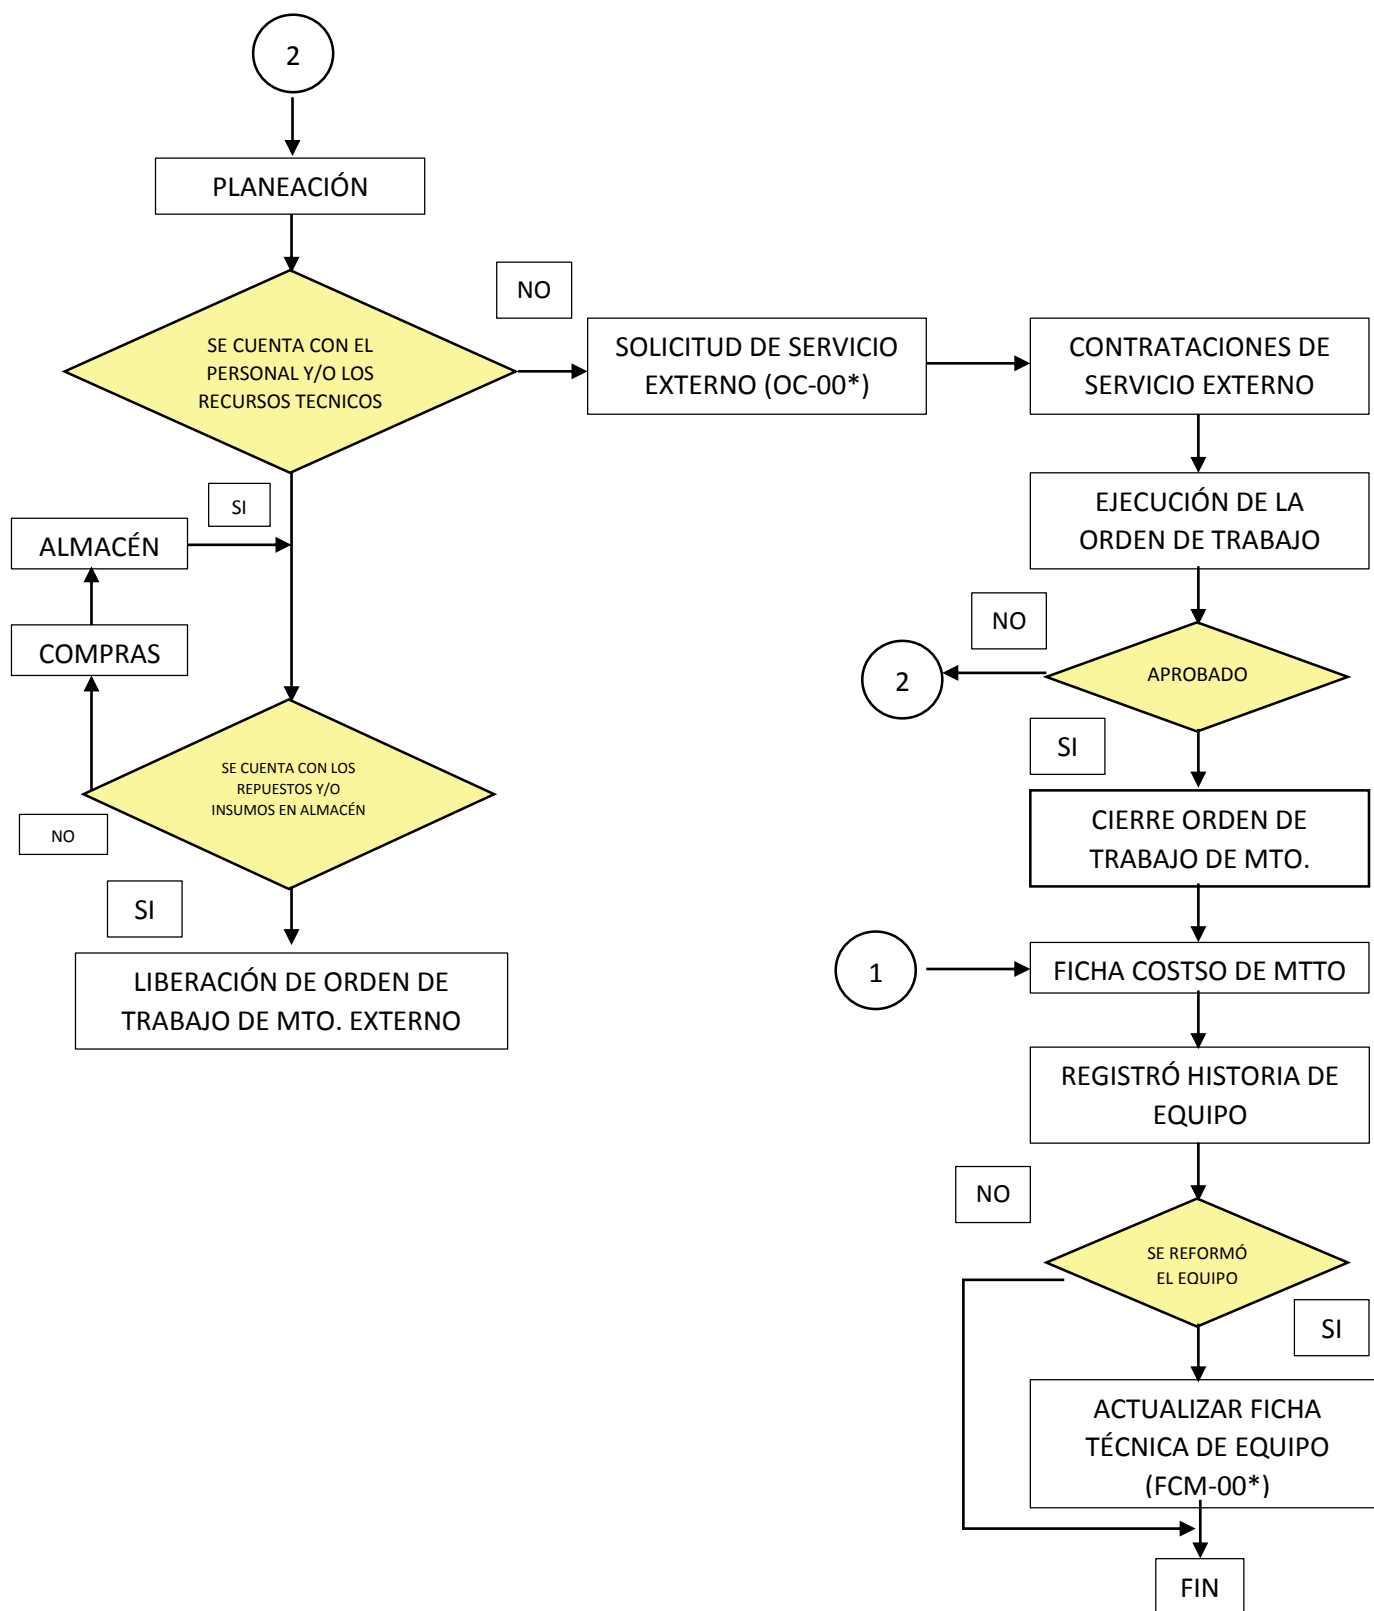 2
PLANEACIÓN
SE CUENTA CON EL
PERSONAL Y/O LOS
RECURSOS TECNICOS
NO
SOLICITUD DE SERVICIO
EXTERNO (OC-00*)
CONTRATACIONES DE
SERVICIO EXTERNO
SI
ALMACÉN
COMPRAS
SE CUENTA CON LOS
REPUESTOS Y/O
INSUMOS EN ALMACÉN
NO
SI
LIBERACIÓN DE ORDEN DE
TRABAJO DE MTO. EXTERNO
EJECUCIÓN DE LA
ORDEN DE TRABAJO
NO
2
APROBADO
SI
CIERRE ORDEN DE
TRABAJO DE MTO.
1
FICHA COSTSO DE MTTO
REGISTRÓ HISTORIA DE
EQUIPO
NO
SE REFORMÓ
EL EQUIPO
SI
ACTUALIZAR FICHA
TÉCNICA DE EQUIPO
(FCM-00*)
FIN